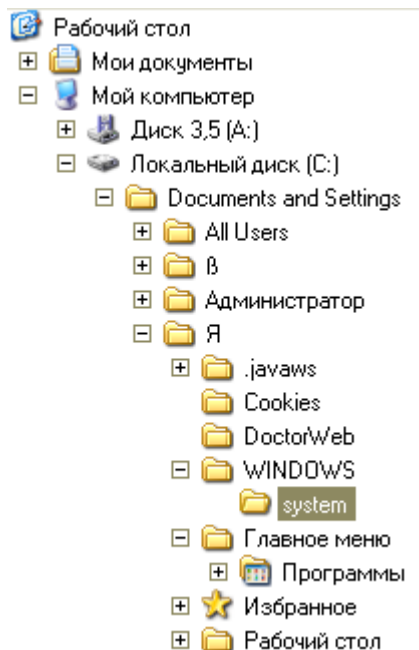 Рабочий стол
Мои документы
Мой компьютер
Диск 3,5 (A:)
Локальный диск (C:)
Documents and Settings
All Users
ß
Администратор
Я
.javaws
Cookies
DoctorWeb
WINDOWS
system
Главное меню
Программы
Избранное
Рабочий стол